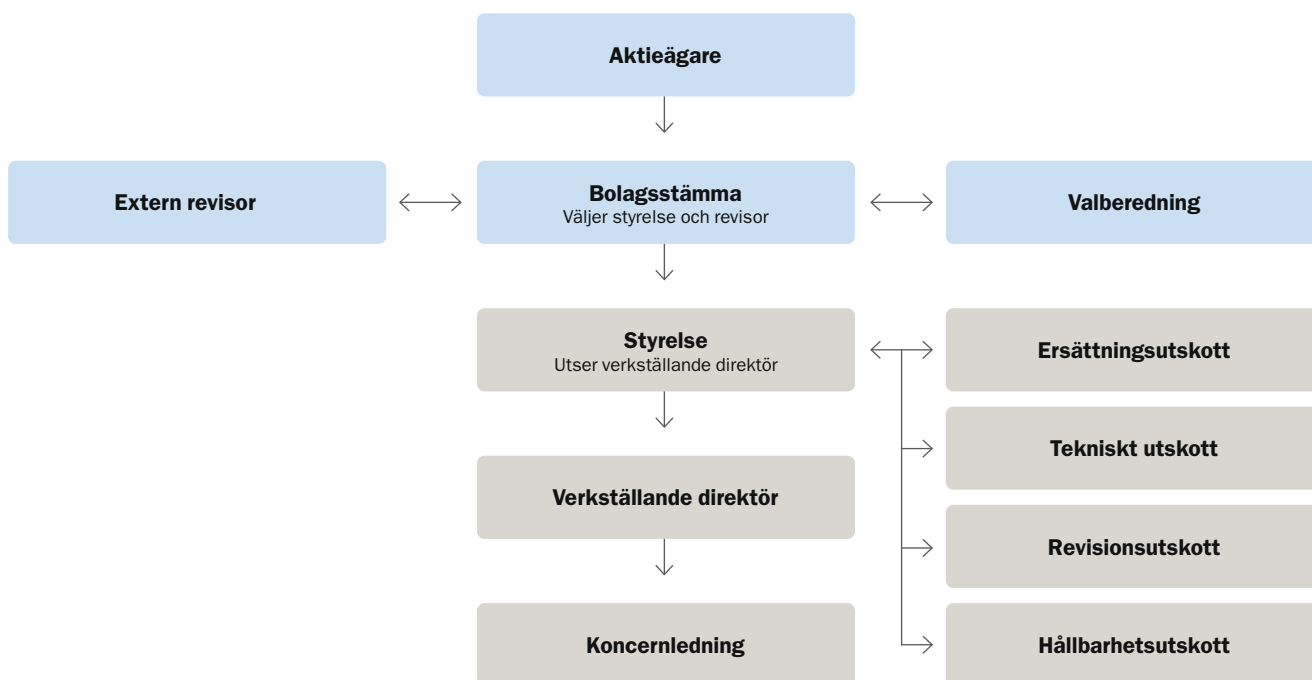 Aktieägare
Extern revisor
Bolagsstämma
Väljer styrelse och revisor
Valberedning
Styrelse
Utser verkställande direktör
Ersättningsutskott
Tekniskt utskott
Verkställande direktör
Revisionsutskott
Koncernledning
Hållbarhetsutskott